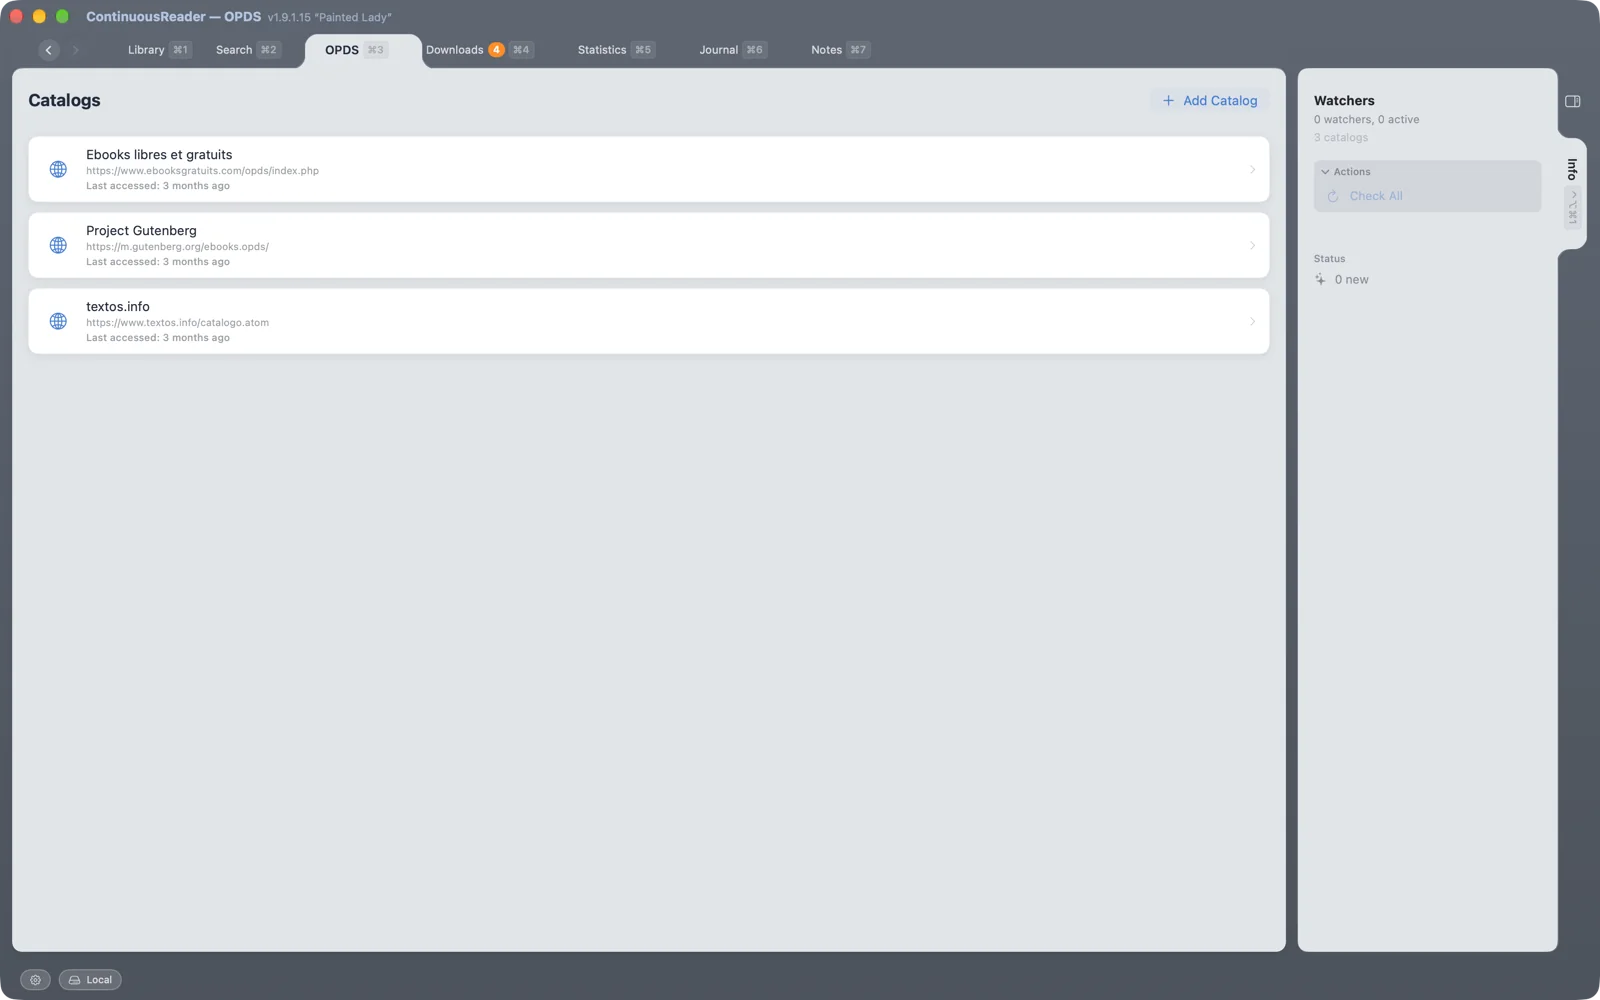 ContinuousReader — OPDS v1.9.1.15 "Painted Lady"
Library ⌘1 Search ⌘2 OPDS ⌘3 Downloads 4 ⌘4 Statistics ⌘5 Journal ⌘6 Notes ⌘7
Catalogs
+ Add Catalog
Ebooks libres et gratuits
https://www.ebooksgratuits.com/opds/index.php
Last accessed: 3 months ago
Project Gutenberg
https://m.gutenberg.org/ebooks.opds/
Last accessed: 3 months ago
textos.info
https://www.textos.info/catalogo.atom
Last accessed: 3 months ago
Watchers
0 watchers, 0 active
3 catalogs
Actions
Check All
Status
0 new
Info
^⌥⌘1
Local